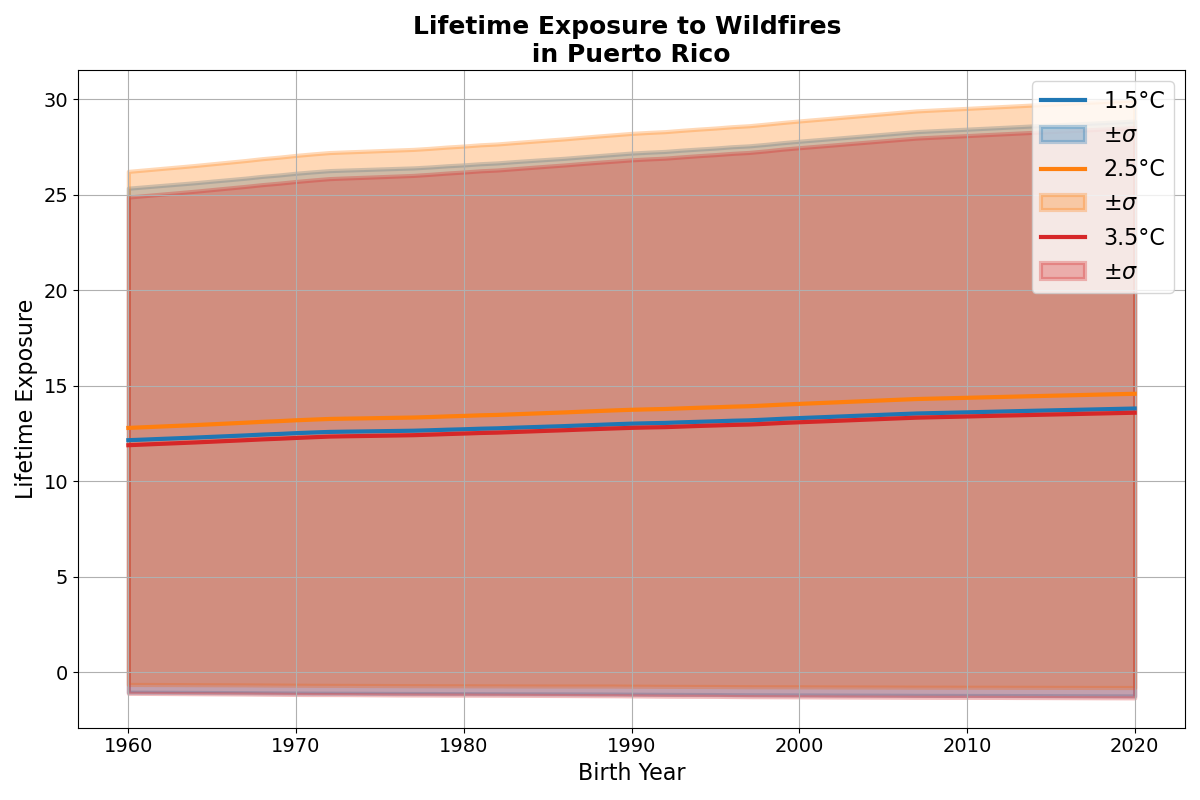 Lifetime Exposure to Wildfires
in Puerto Rico
Lifetime Exposure
30
25
20
15
10
5
0
1960
1970
1980
1990
2000
2010
2020
Birth Year
1.5°C
±σ
2.5°C
±σ
3.5°C
±σ